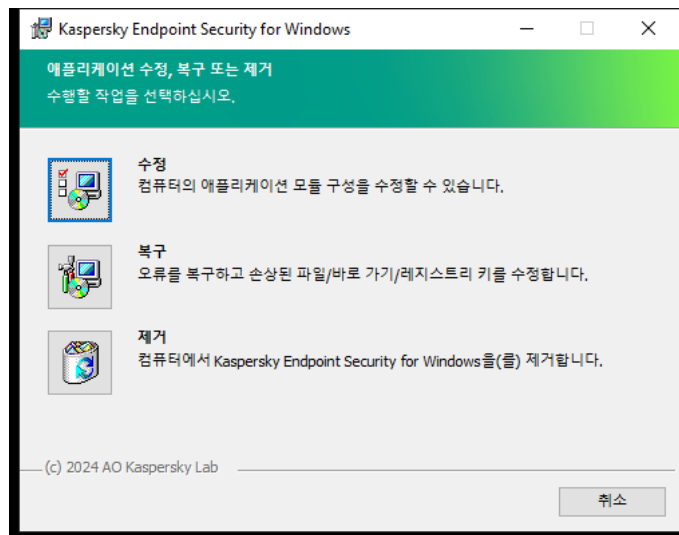 Kaspersky Endpoint Security for Windows
애플리케이션 수정, 복구 또는 제거
수행할 작업을 선택하십시오.
수정
컴퓨터의 애플리케이션 모듈 구성을 수정할 수 있습니다.
복구
오류를 복구하고 손상된 파일/바로 가기/레지스트리 키를 수정합니다.
제거
컴퓨터에서 Kaspersky Endpoint Security for Windows을(를) 제거합니다.
(c) 2024 AO Kaspersky Lab
취소